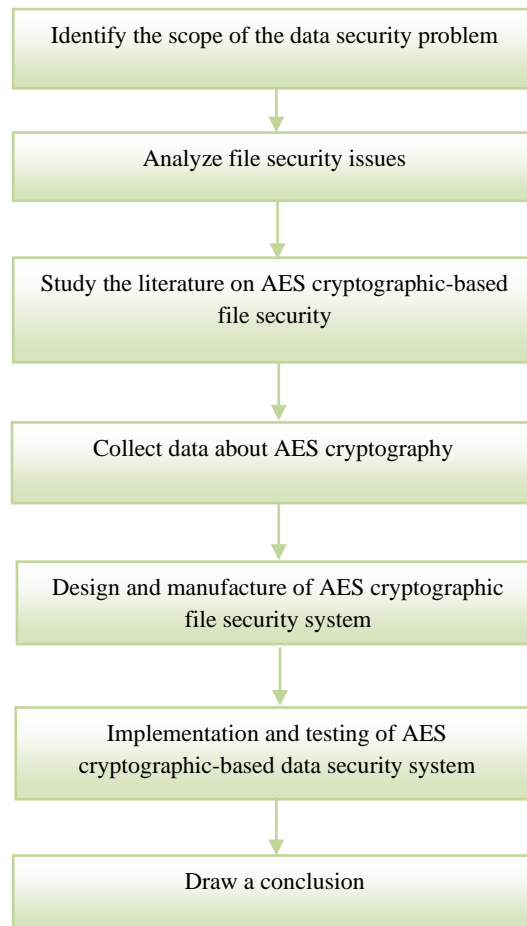 Identify the scope of the data security problem
Analyze file security issues
Study the literature on AES cryptographic-based
file security
Collect data about AES cryptography
Design and manufacture of AES cryptographic
file security system
Implementation and testing of AES
cryptographic-based data security system
Draw a conclusion